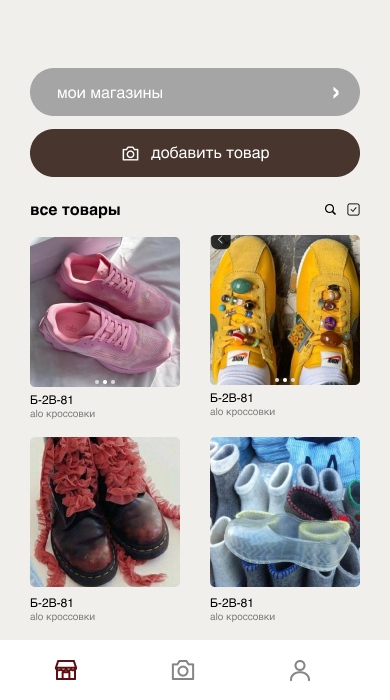 мои магазины
добавить товар
все товары
Б-2В-81
alo кроссовки
Б-2В-81
alo кроссовки
Б-2В-81
alo кроссовки
Б-2В-81
alo кроссовки